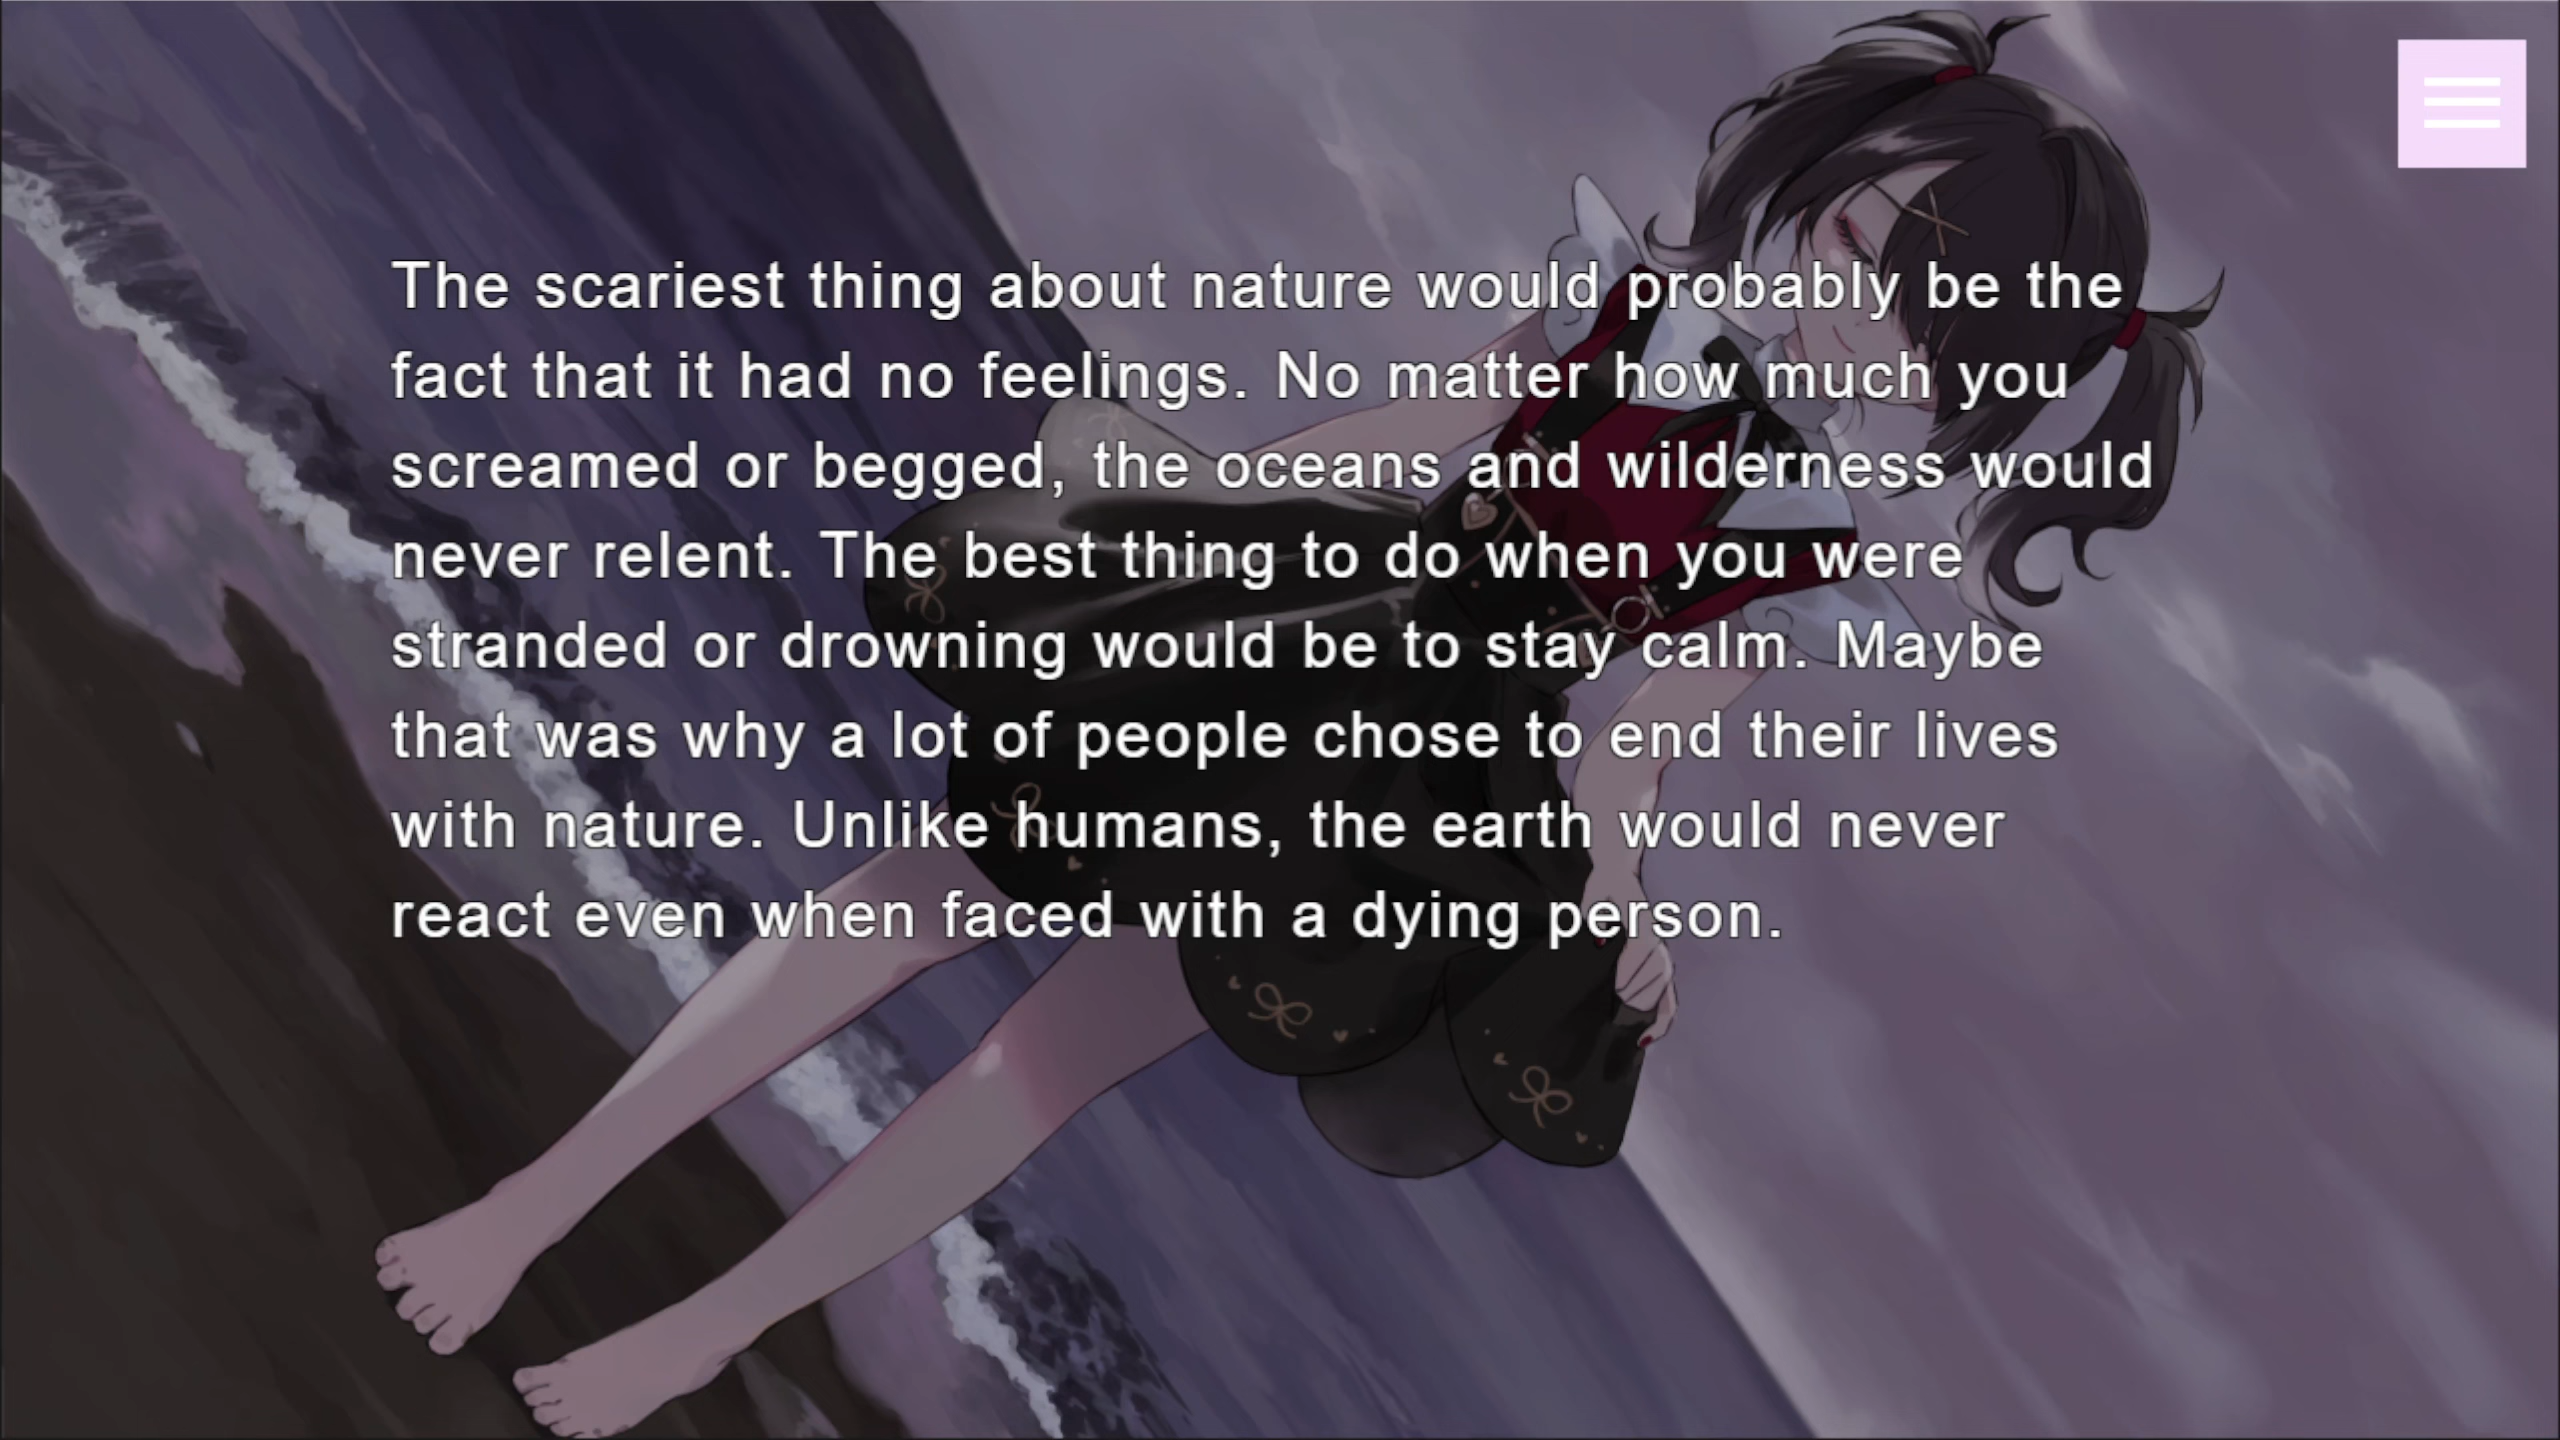 The scariest thing about nature would probably be the
fact that it had no feelings. No matter how much you
screamed or begged, the oceans and wilderness would
never relent. The best thing to do when you were
stranded or drowning would be to stay calm. Maybe
that was why a lot of people chose to end their lives
with nature. Unlike humans, the earth would never
react even when faced with a dying person.